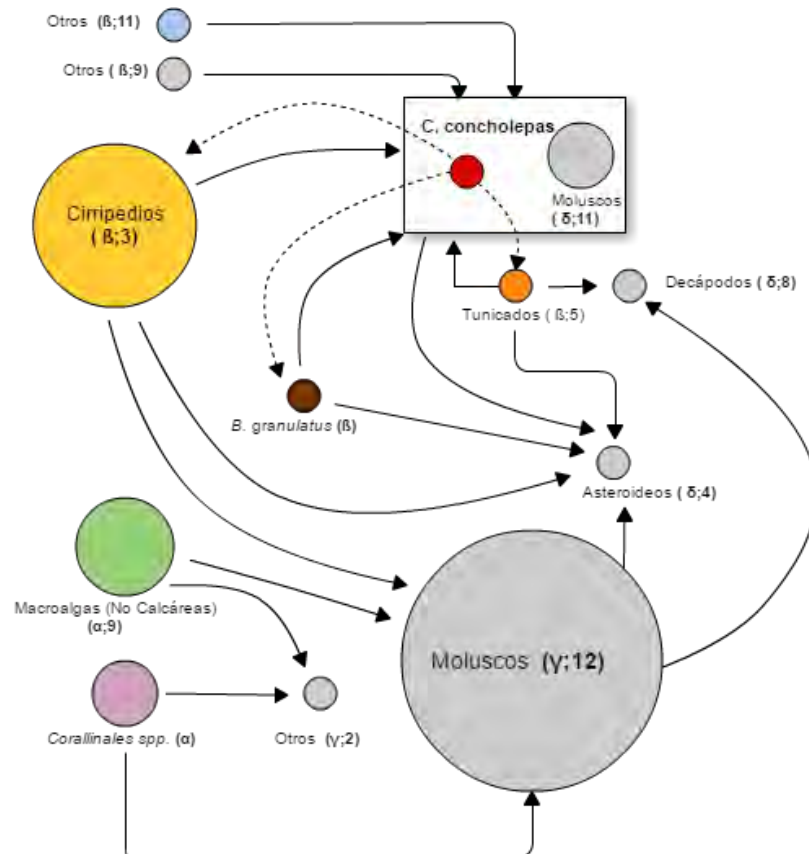 Otros (ß;11)
Otros ( ß;9)
C. concholepas
Moluscos
( δ;11)
Cirripedios
( ß;3)
Decápodos ( δ;8)
Tunicados ( ß;5)
B. granulatus (ß)
Asteroideos ( δ;4)
Macroalgas (No Calcáreas)
(α;9)
Moluscos (γ;12)
Corallinales spp. (α)
Otros (γ;2)